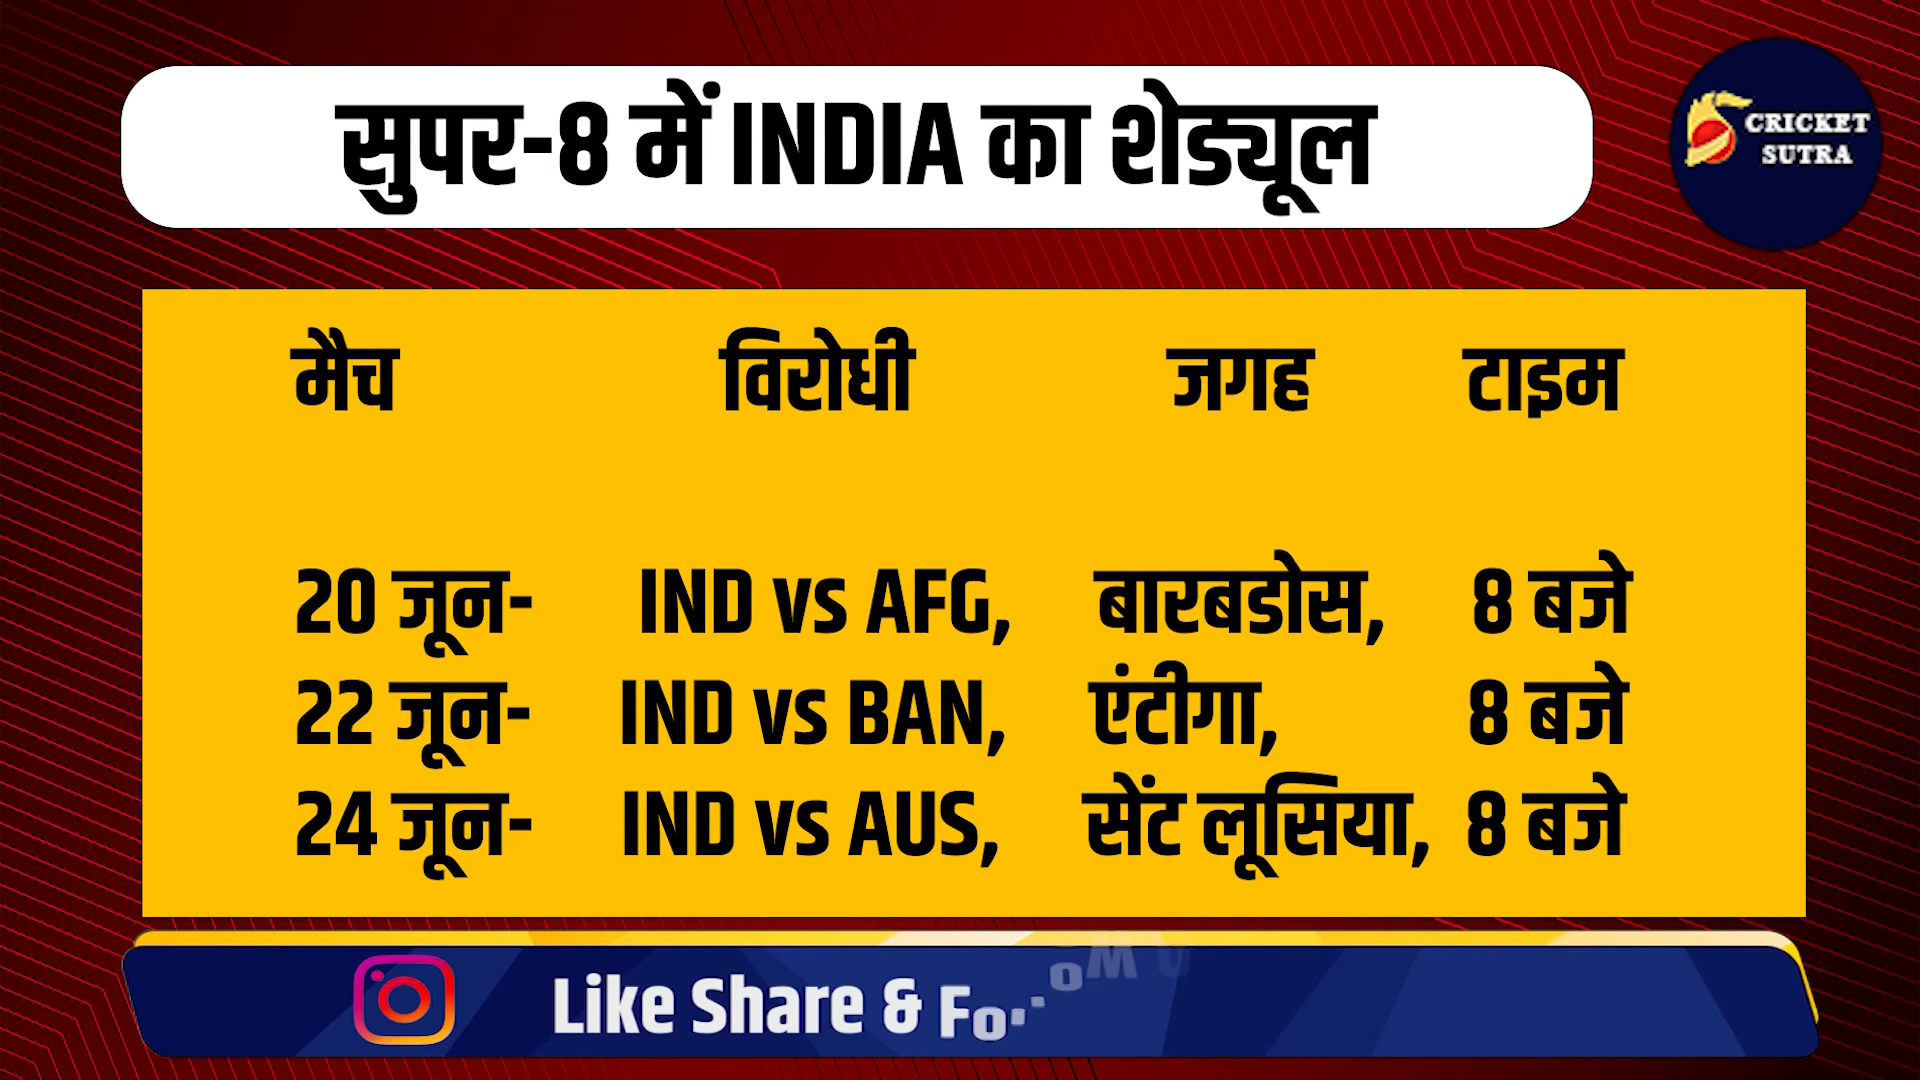 सुपर-8 में INDIA का शेड्यूल
CRICKET
SUTRA
मैच विरोधी जगह टाइम
20 जून- IND vs AFG, बारबडोस, 8 बजे
22 जून- IND vs BAN, एंटीगा, 8 बजे
24 जून- IND vs AUS, सेंट लूसिया, 8 बजे
Like Share &